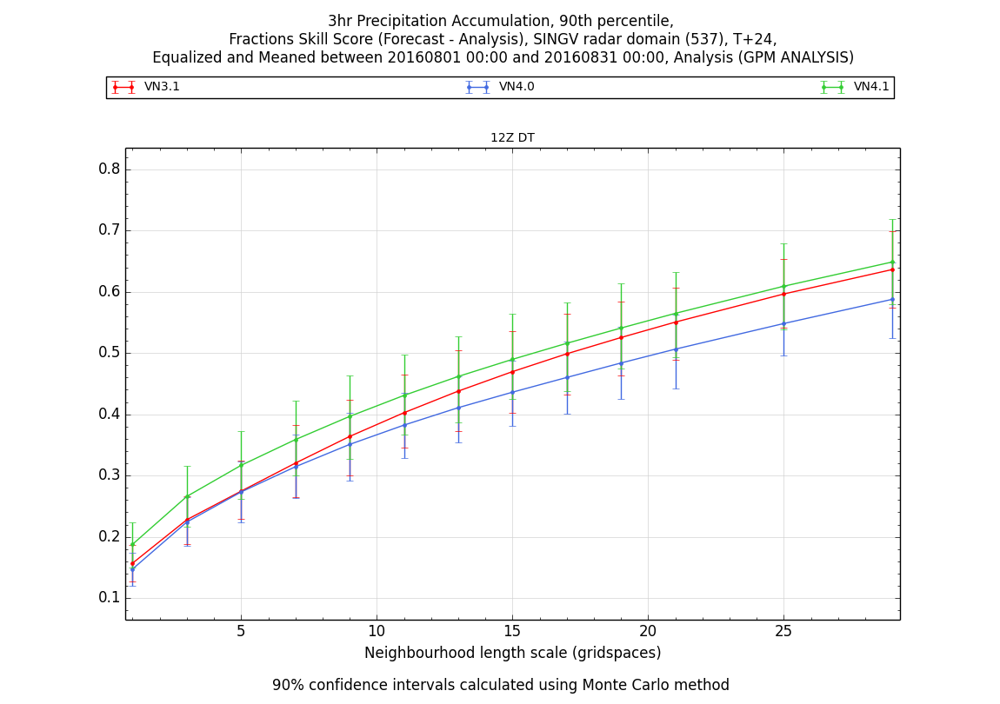 3hr Precipitation Accumulation, 90th percentile,
Fractions Skill Score (Forecast - Analysis), SINGV radar domain (537), T+24,
Equalized and Meaned between 20160801 00:00 and 20160831 00:00, Analysis (GPM ANALYSIS)
VN3.1 VN4.0 VN4.1
12Z DT
0.8
0.7
0.6
0.5
0.4
0.3
0.2
0.1
5 10 15 20 25
Neighbourhood length scale (gridspaces)
90% confidence intervals calculated using Monte Carlo method